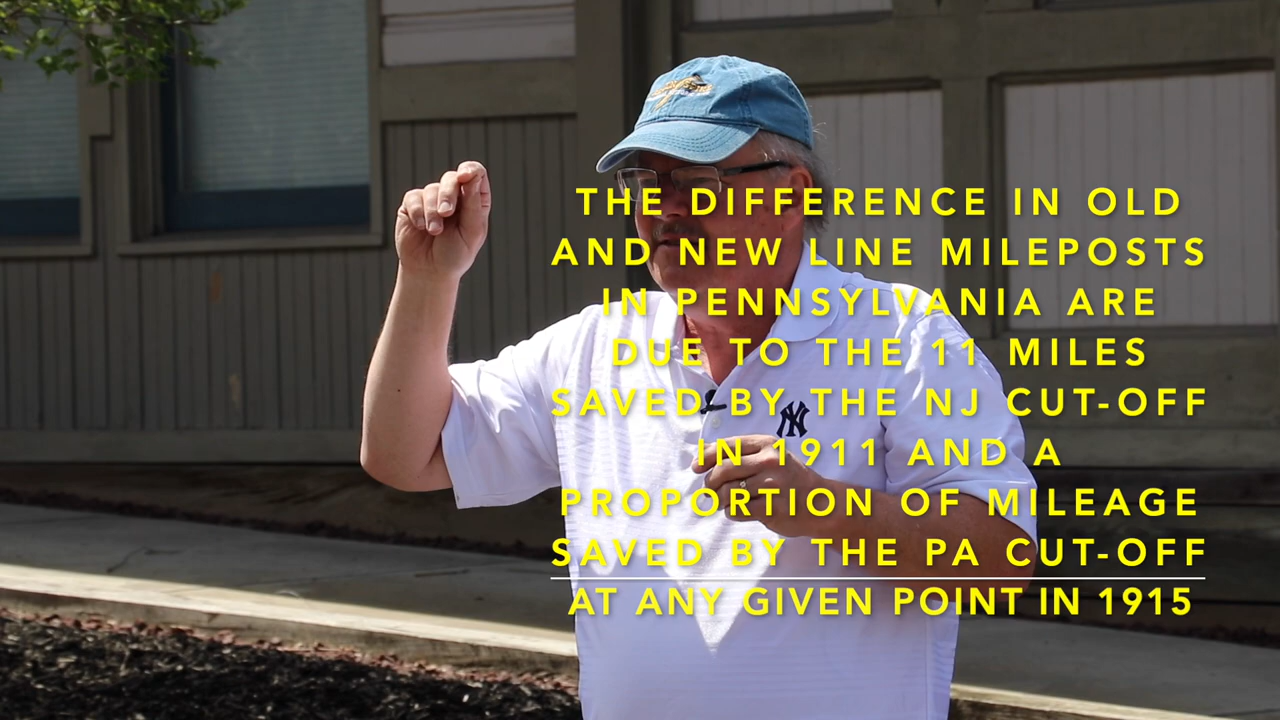 THE DIFFERENCE IN OLD
AND NEW LINE MILEPOSTS
IN PENNSYLVANIA ARE
DUE TO THE 11 MILES
SAVED BY THE NJ CUT-OFF
IN 1911 AND A
PROPORTION OF MILEAGE
SAVED BY THE PA CUT-OFF
AT ANY GIVEN POINT IN 1915
NY